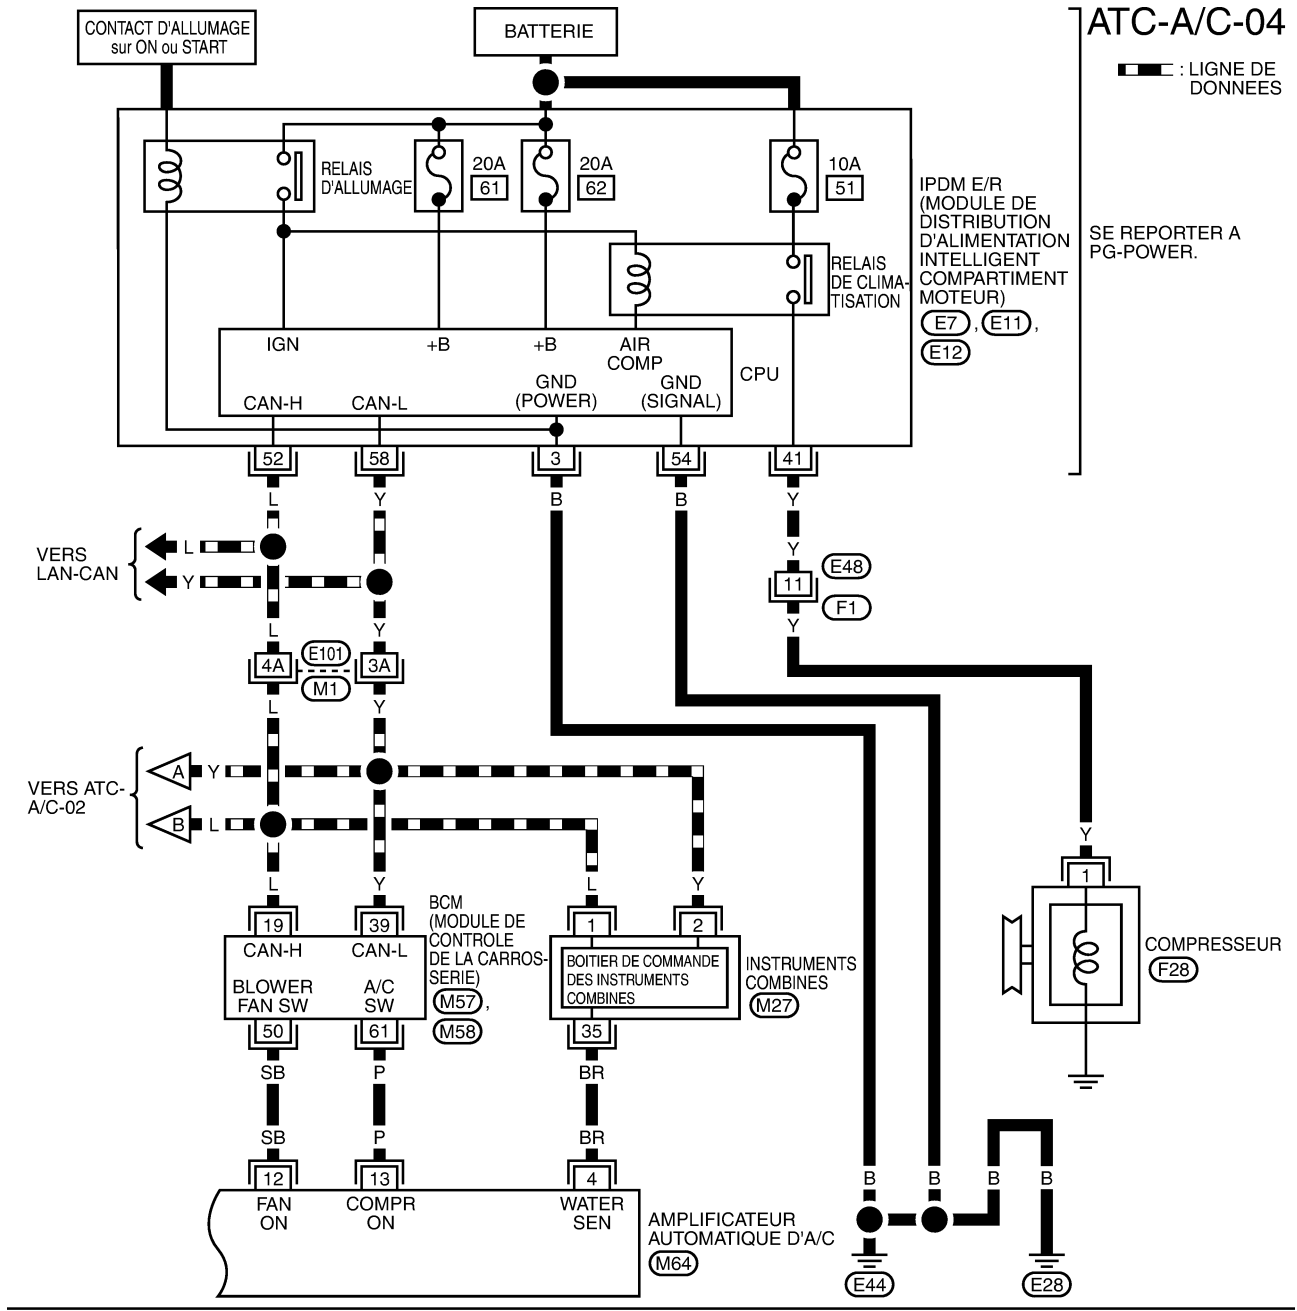 CONTACT D'ALLUMAGE
sur ON ou START
BATTERIE
ATC-A/C-04
: LIGNE DE
DONNEES
RELAIS
D'ALLUMAGE
20A
61
20A
62
10A
51
IPDM E/R
(MODULE DE
DISTRIBUTION
D'ALIMENTATION
INTELLIGENT
COMPARTIMENT
MOTEUR)
E7 , E11 ,
E12
SE REPORTER A
PG-POWER.
RELAIS
DE CLIMA-
TISATION
IGN
+B
+B
AIR
COMP
CPU
CAN-H
CAN-L
GND
(POWER)
GND
(SIGNAL)
52
58
3
54
41
L
Y
B
B
Y
VERS
LAN-CAN
L
Y
Y
11
E48
F1
Y
L
Y
4A
E101
M1
3A
L
Y
VERS ATC-
A/C-02
A
Y
B
L
L
Y
L
Y
Y
19
39
1
2
1
BCM
(MODULE DE
CONTROLE
DE LA CARROS-
SERIE)
M57 ,
M58
CAN-H
CAN-L
BLOWER
FAN SW
A/C
SW
BOITIER DE COMMANDE
DES INSTRUMENTS
COMBINES
INSTRUMENTS
COMBINES
M27
COMPRESSEUR
F28
50
61
35
SB
P
BR
SB
P
BR
12
13
4
FAN
ON
COMPR
ON
WATER
SEN
AMPLIFICATEUR
AUTOMATIQUE D'A/C
M64
B
B
B
B
E44
E28